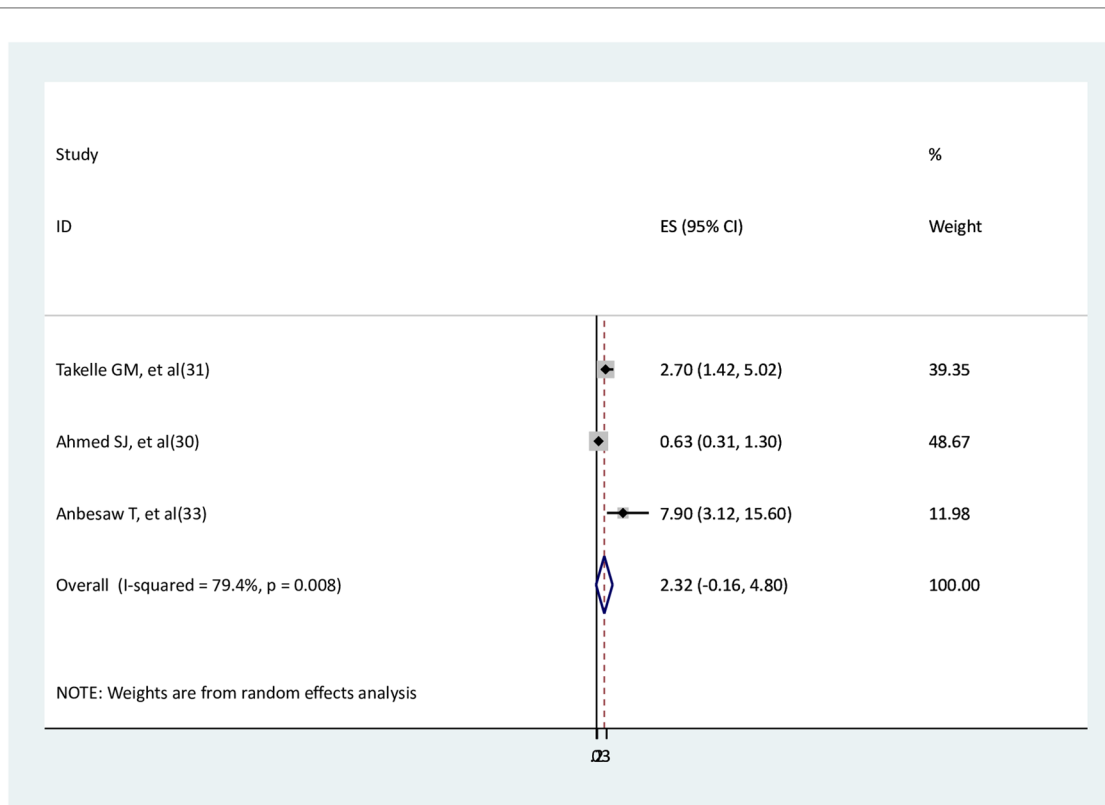 Study %
ID ES (95% CI) Weight
Takelle GM, et al(31) 2.70 (1.42, 5.02) 39.35
Ahmed SJ, et al(30) 0.63 (0.31, 1.30) 48.67
Anbesaw T, et al(33) 7.90 (3.12, 15.60) 11.98
Overall (I-squared = 79.4%, p = 0.008) 2.32 (-0.16, 4.80) 100.00
NOTE: Weights are from random effects analysis